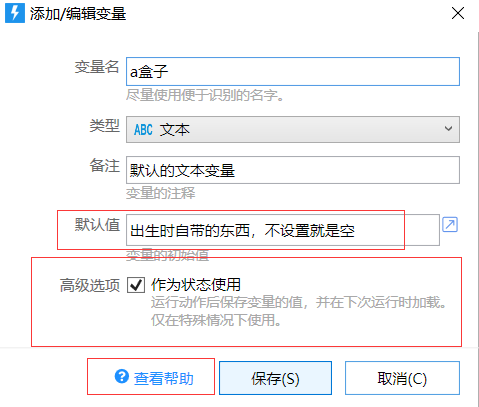 添加/编辑变量
变量名 a盒子
尽量使用便于识别的名字。
类型 ABC 文本
备注 默认的文本变量
变量的注释
默认值 出生时自带的东西，不设置就是空
变量的初始值
高级选项 作为状态使用
运行动作后保存变量的值，并在下次运行时加载。
仅在特殊情况下使用。
查看帮助 保存(S) 取消(C)